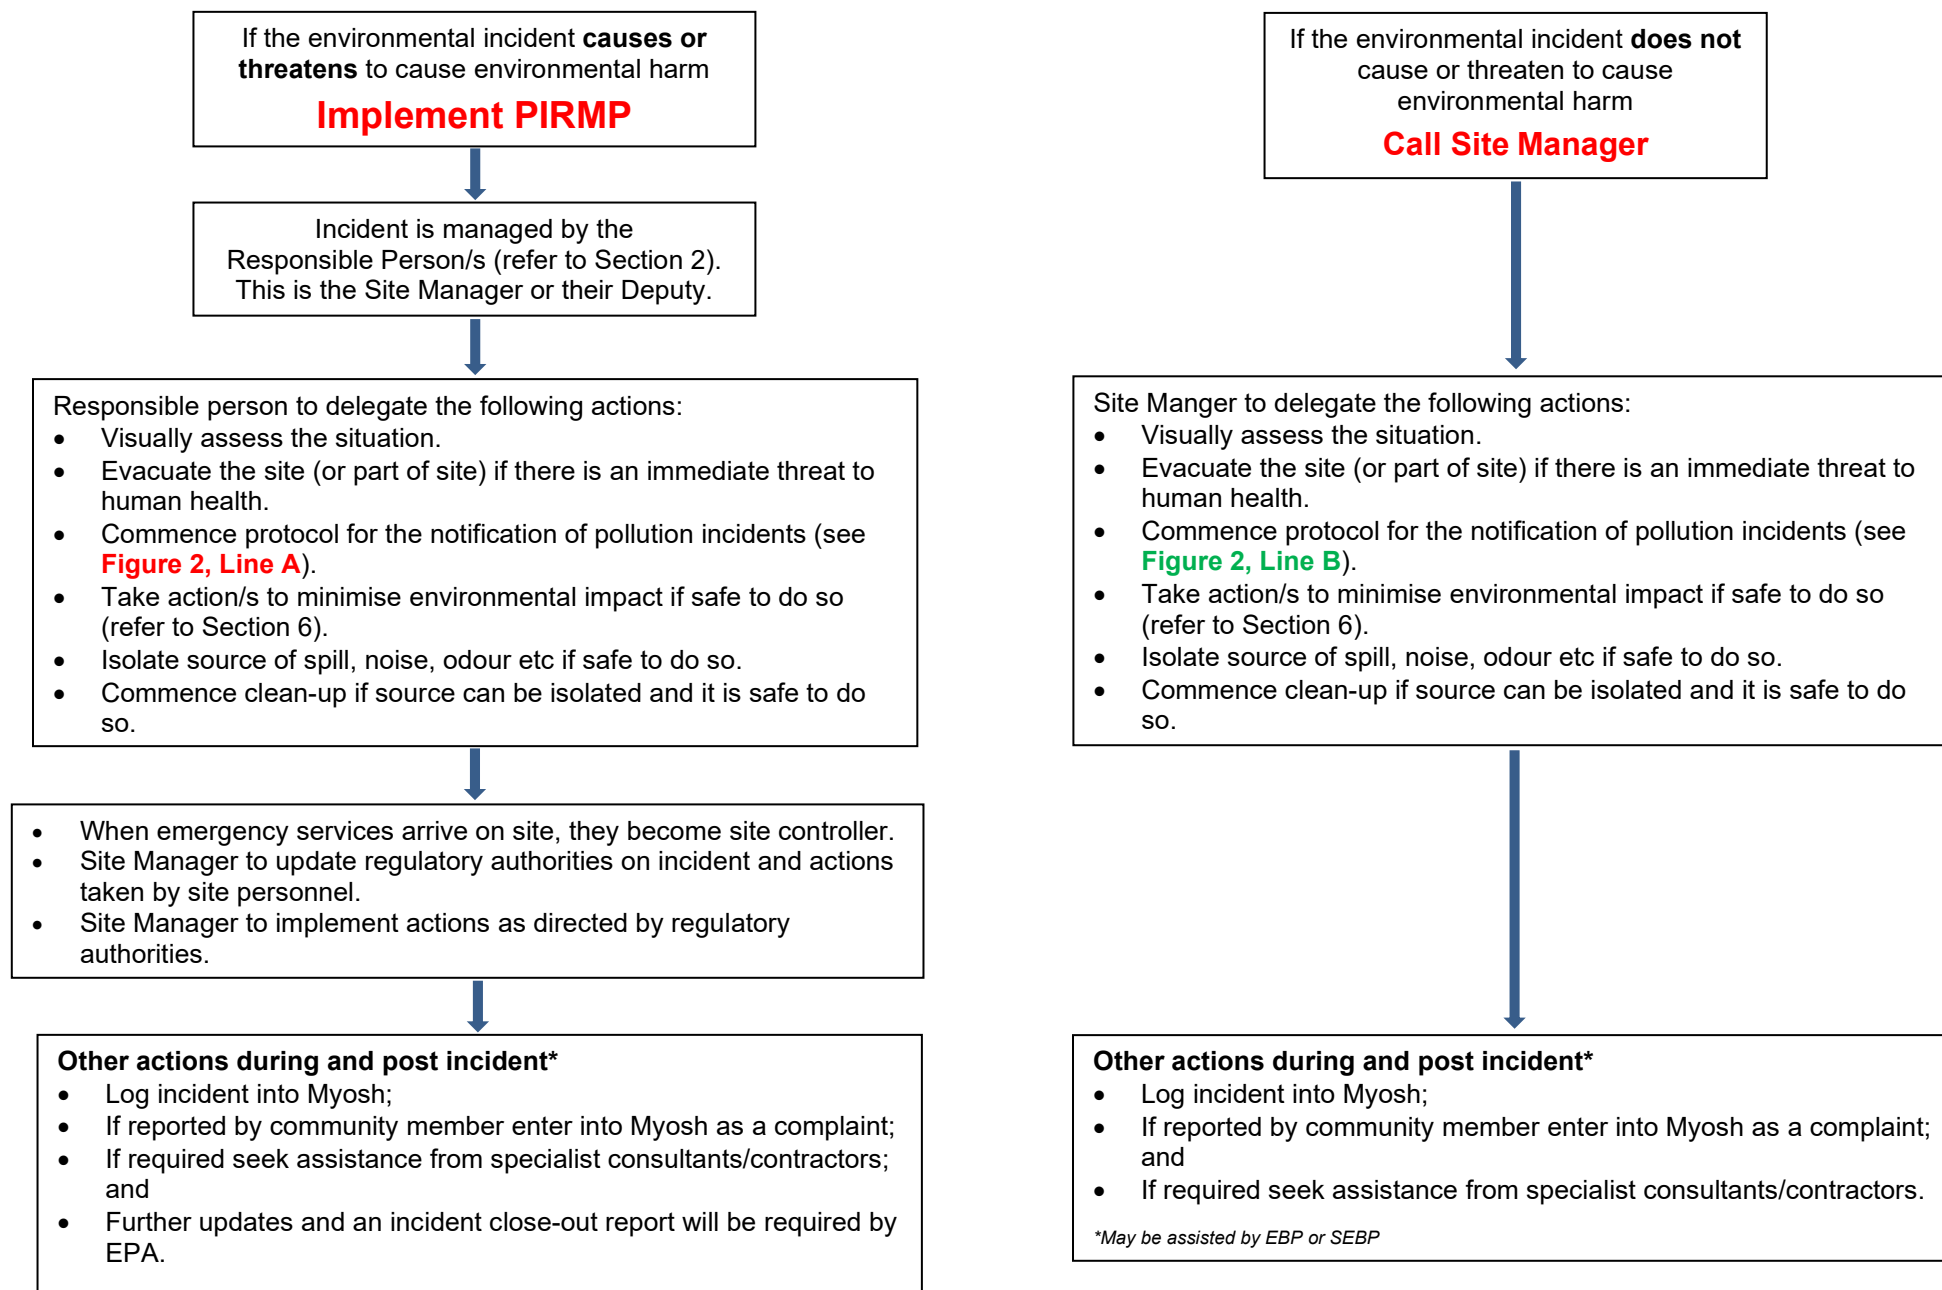 If the environmental incident causes or
threatens to cause environmental harm
Implement PIRMP
Incident is managed by the
Responsible Person/s (refer to Section 2).
This is the Site Manager or their Deputy.
Responsible person to delegate the following actions:
• Visually assess the situation.
• Evacuate the site (or part of site) if there is an immediate threat to
human health.
• Commence protocol for the notification of pollution incidents (see
Figure 2, Line A).
• Take action/s to minimise environmental impact if safe to do so
(refer to Section 6).
• Isolate source of spill, noise, odour etc if safe to do so.
• Commence clean-up if source can be isolated and it is safe to do
so.
• When emergency services arrive on site, they become site controller.
• Site Manager to update regulatory authorities on incident and actions
taken by site personnel.
• Site Manager to implement actions as directed by regulatory
authorities.
Other actions during and post incident*
• Log incident into Myosh;
• If reported by community member enter into Myosh as a complaint;
• If required seek assistance from specialist consultants/contractors;
and
• Further updates and an incident close-out report will be required by
EPA.
If the environmental incident does not
cause or threaten to cause
environmental harm
Call Site Manager
Site Manger to delegate the following actions:
• Visually assess the situation.
• Evacuate the site (or part of site) if there is an immediate threat to
human health.
• Commence protocol for the notification of pollution incidents (see
Figure 2, Line B).
• Take action/s to minimise environmental impact if safe to do so
(refer to Section 6).
• Isolate source of spill, noise, odour etc if safe to do so.
• Commence clean-up if source can be isolated and it is safe to do
so.
Other actions during and post incident*
• Log incident into Myosh;
• If reported by community member enter into Myosh as a complaint;
and
• If required seek assistance from specialist consultants/contractors.
*May be assisted by EBP or SEBP